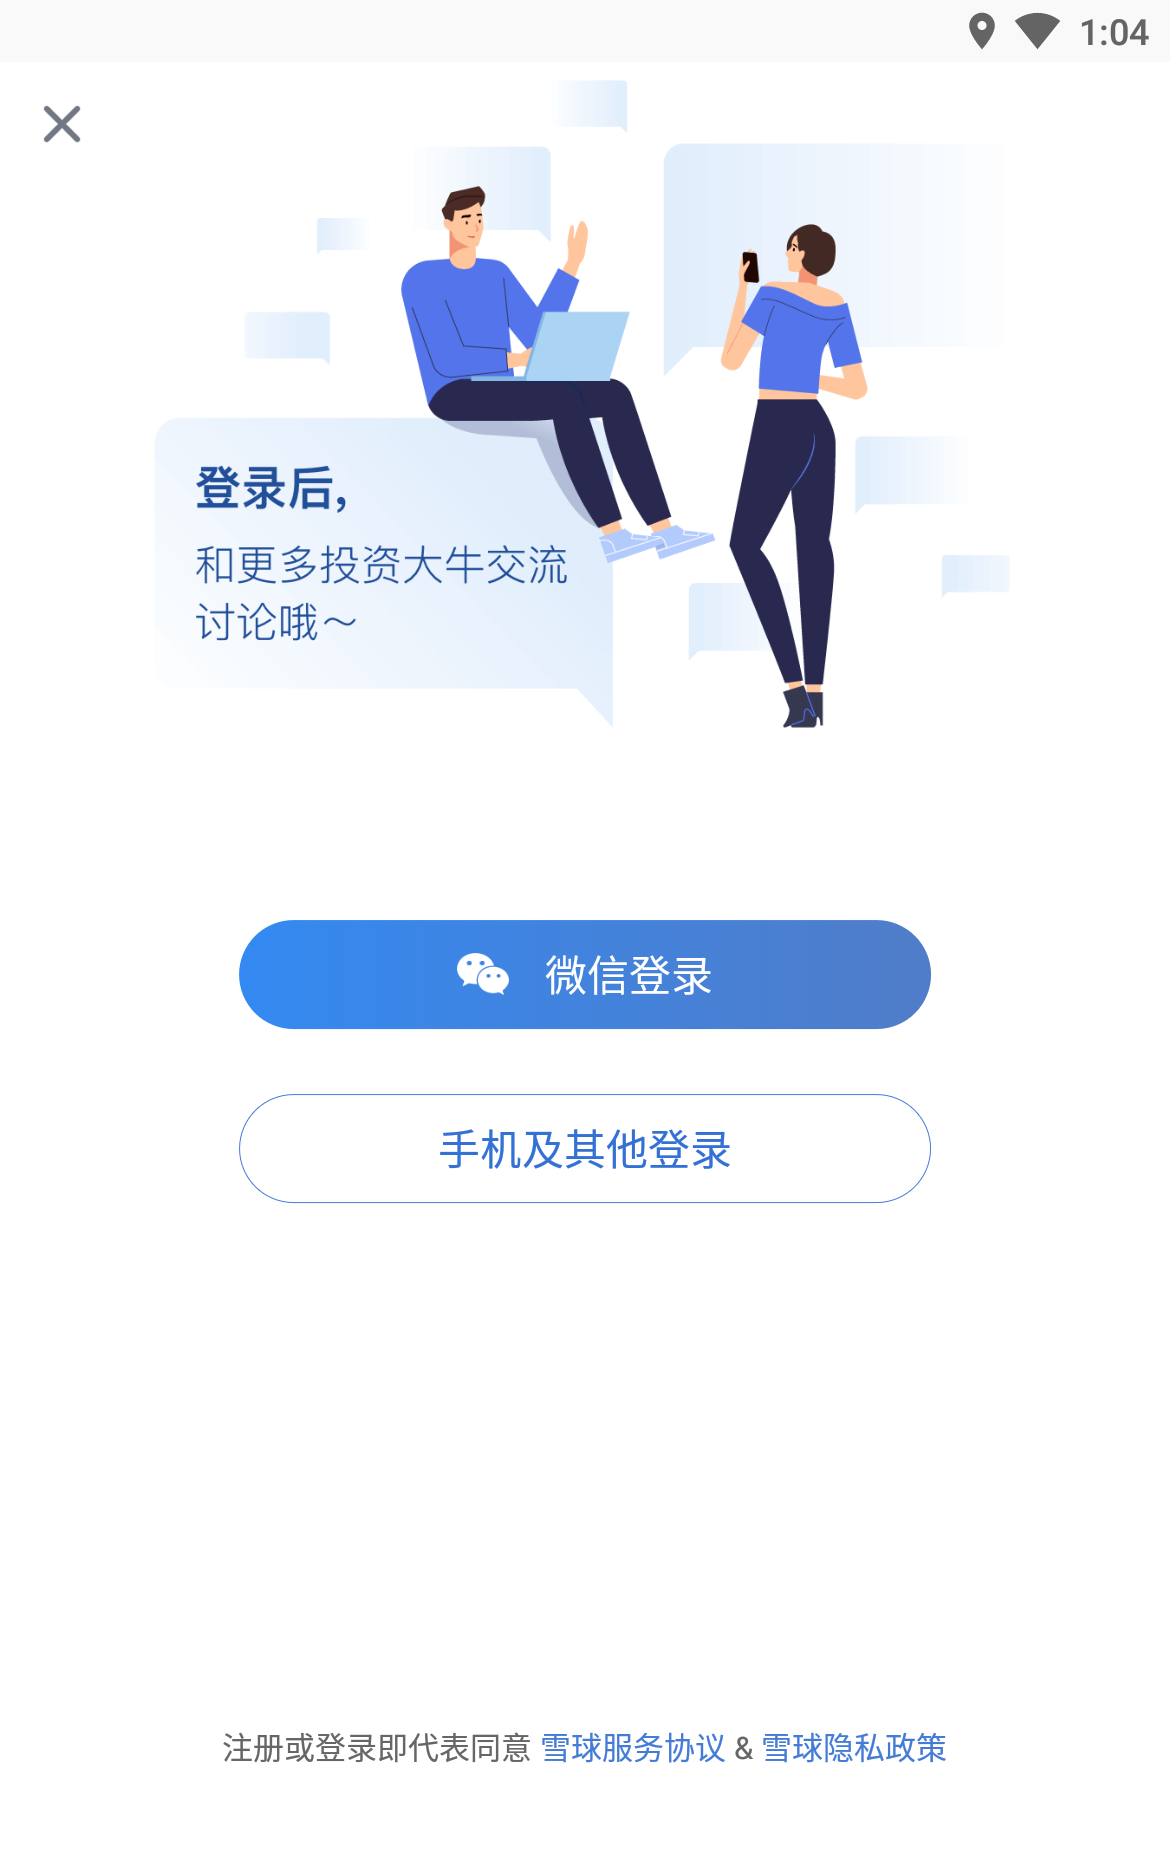 1:04
登录后,
和更多投资大牛交流
讨论哦～
微信登录
手机及其他登录
注册或登录即代表同意 雪球服务协议 & 雪球隐私政策